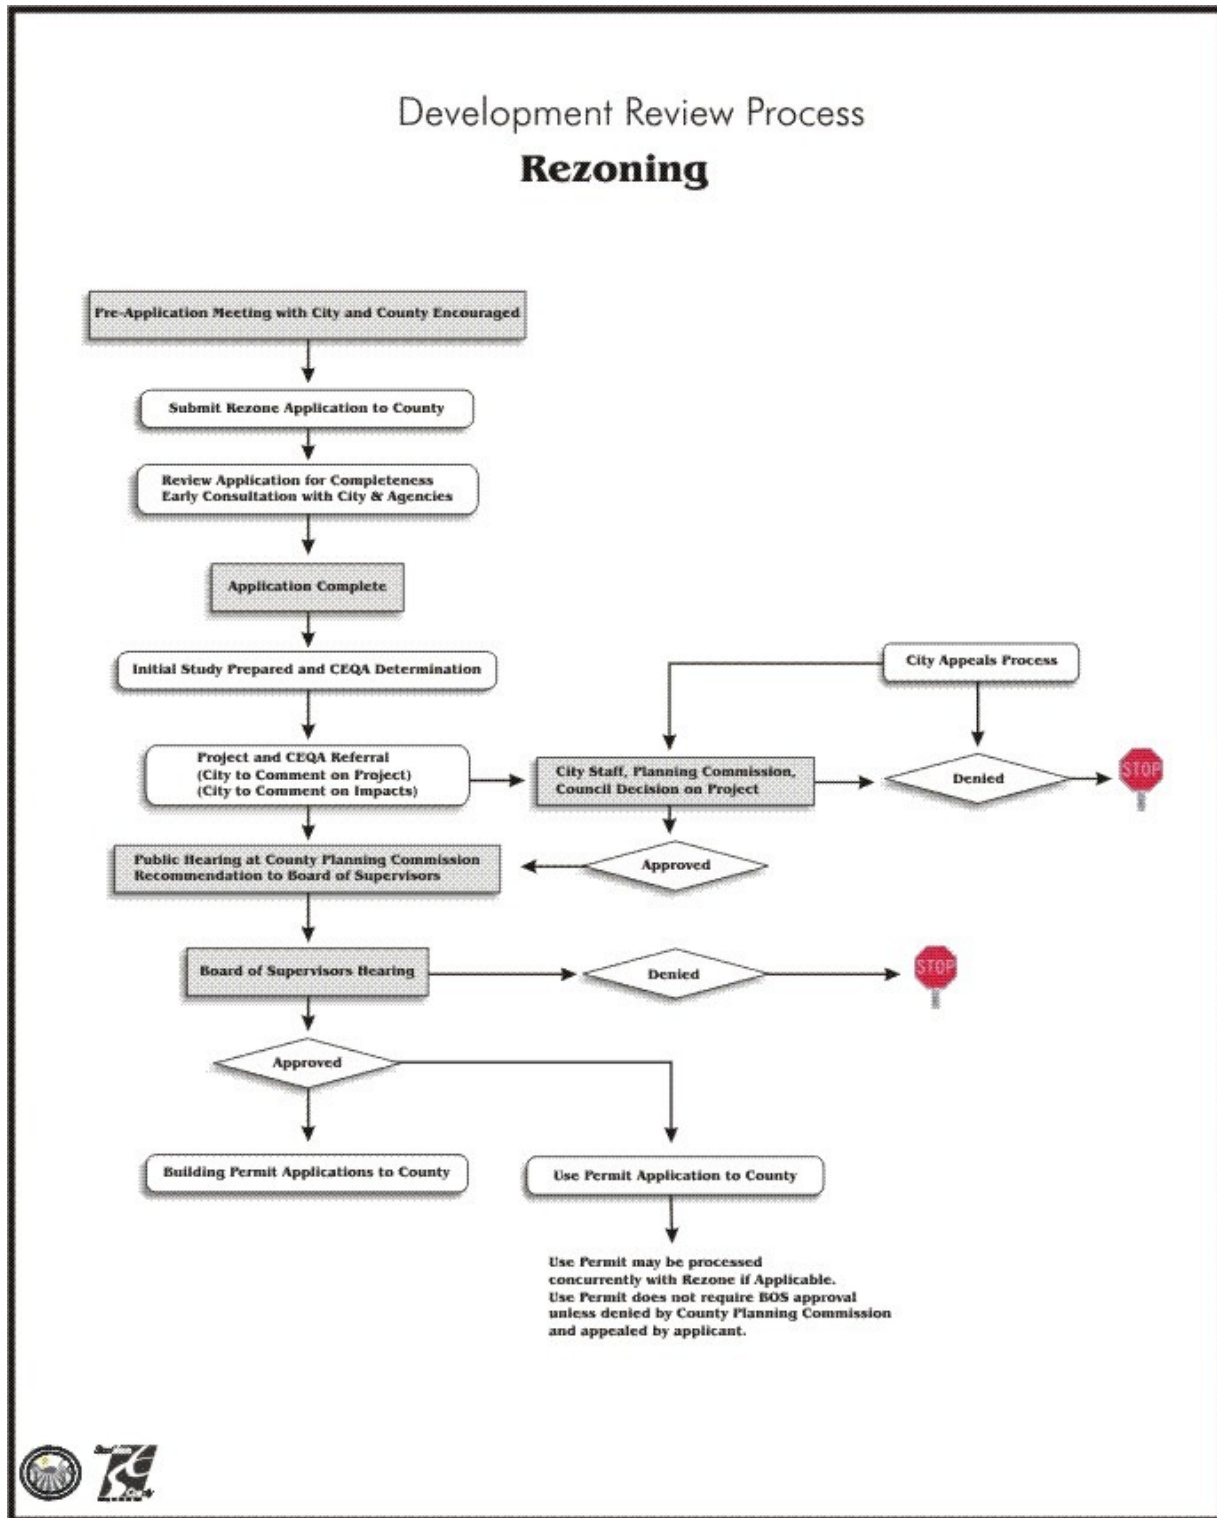 Development Review Process
Rezoning
Pre-Application Meeting with City and County Encouraged
Submit Rezone Application to County
Review Application for Completeness
Early Consultation with City & Agencies
Application Complete
Initial Study Prepared and CEQA Determination
City Appeals Process
Project and CEQA Referral
(City to Comment on Project)
(City to Comment on Impacts)
City Staff, Planning Commission,
Council Decision on Project
Denied
STOP
Public Hearing at County Planning Commission
Recommendation to Board of Supervisors
Approved
Board of Supervisors Hearing
Denied
STOP
Approved
Building Permit Applications to County
Use Permit Application to County
Use Permit may be processed
concurrently with Rezone if Applicable.
Use Permit does not require BOS approval
unless denied by County Planning Commission
and appealed by applicant.